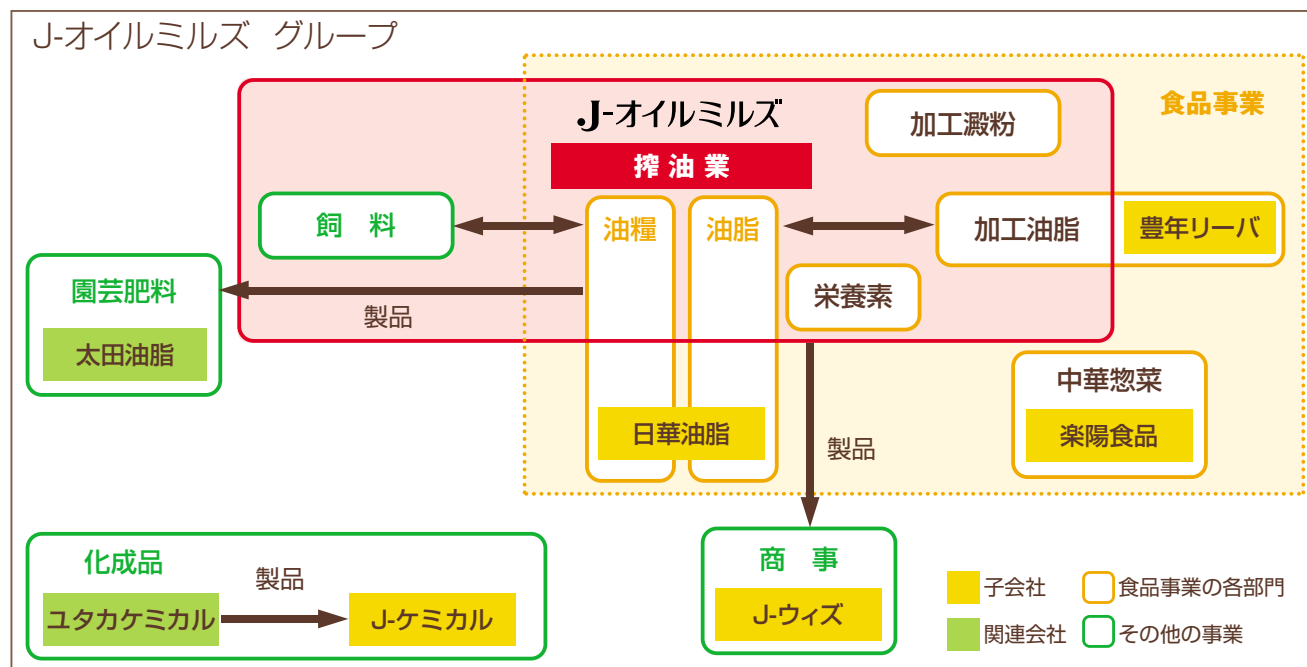 J-オイルミルズ グループ
食品事業
J-オイルミルズ
加工澱粉
搾油業
飼 料
油糧
油脂
加工油脂
豊年リーバ
園芸肥料
太田油脂
製品
栄養素
中華惣菜
楽陽食品
日華油脂
製品
化成品
ユタカケミカル
製品
J-ケミカル
商 事
J-ウィズ
子会社
食品事業の各部門
関連会社
その他の事業